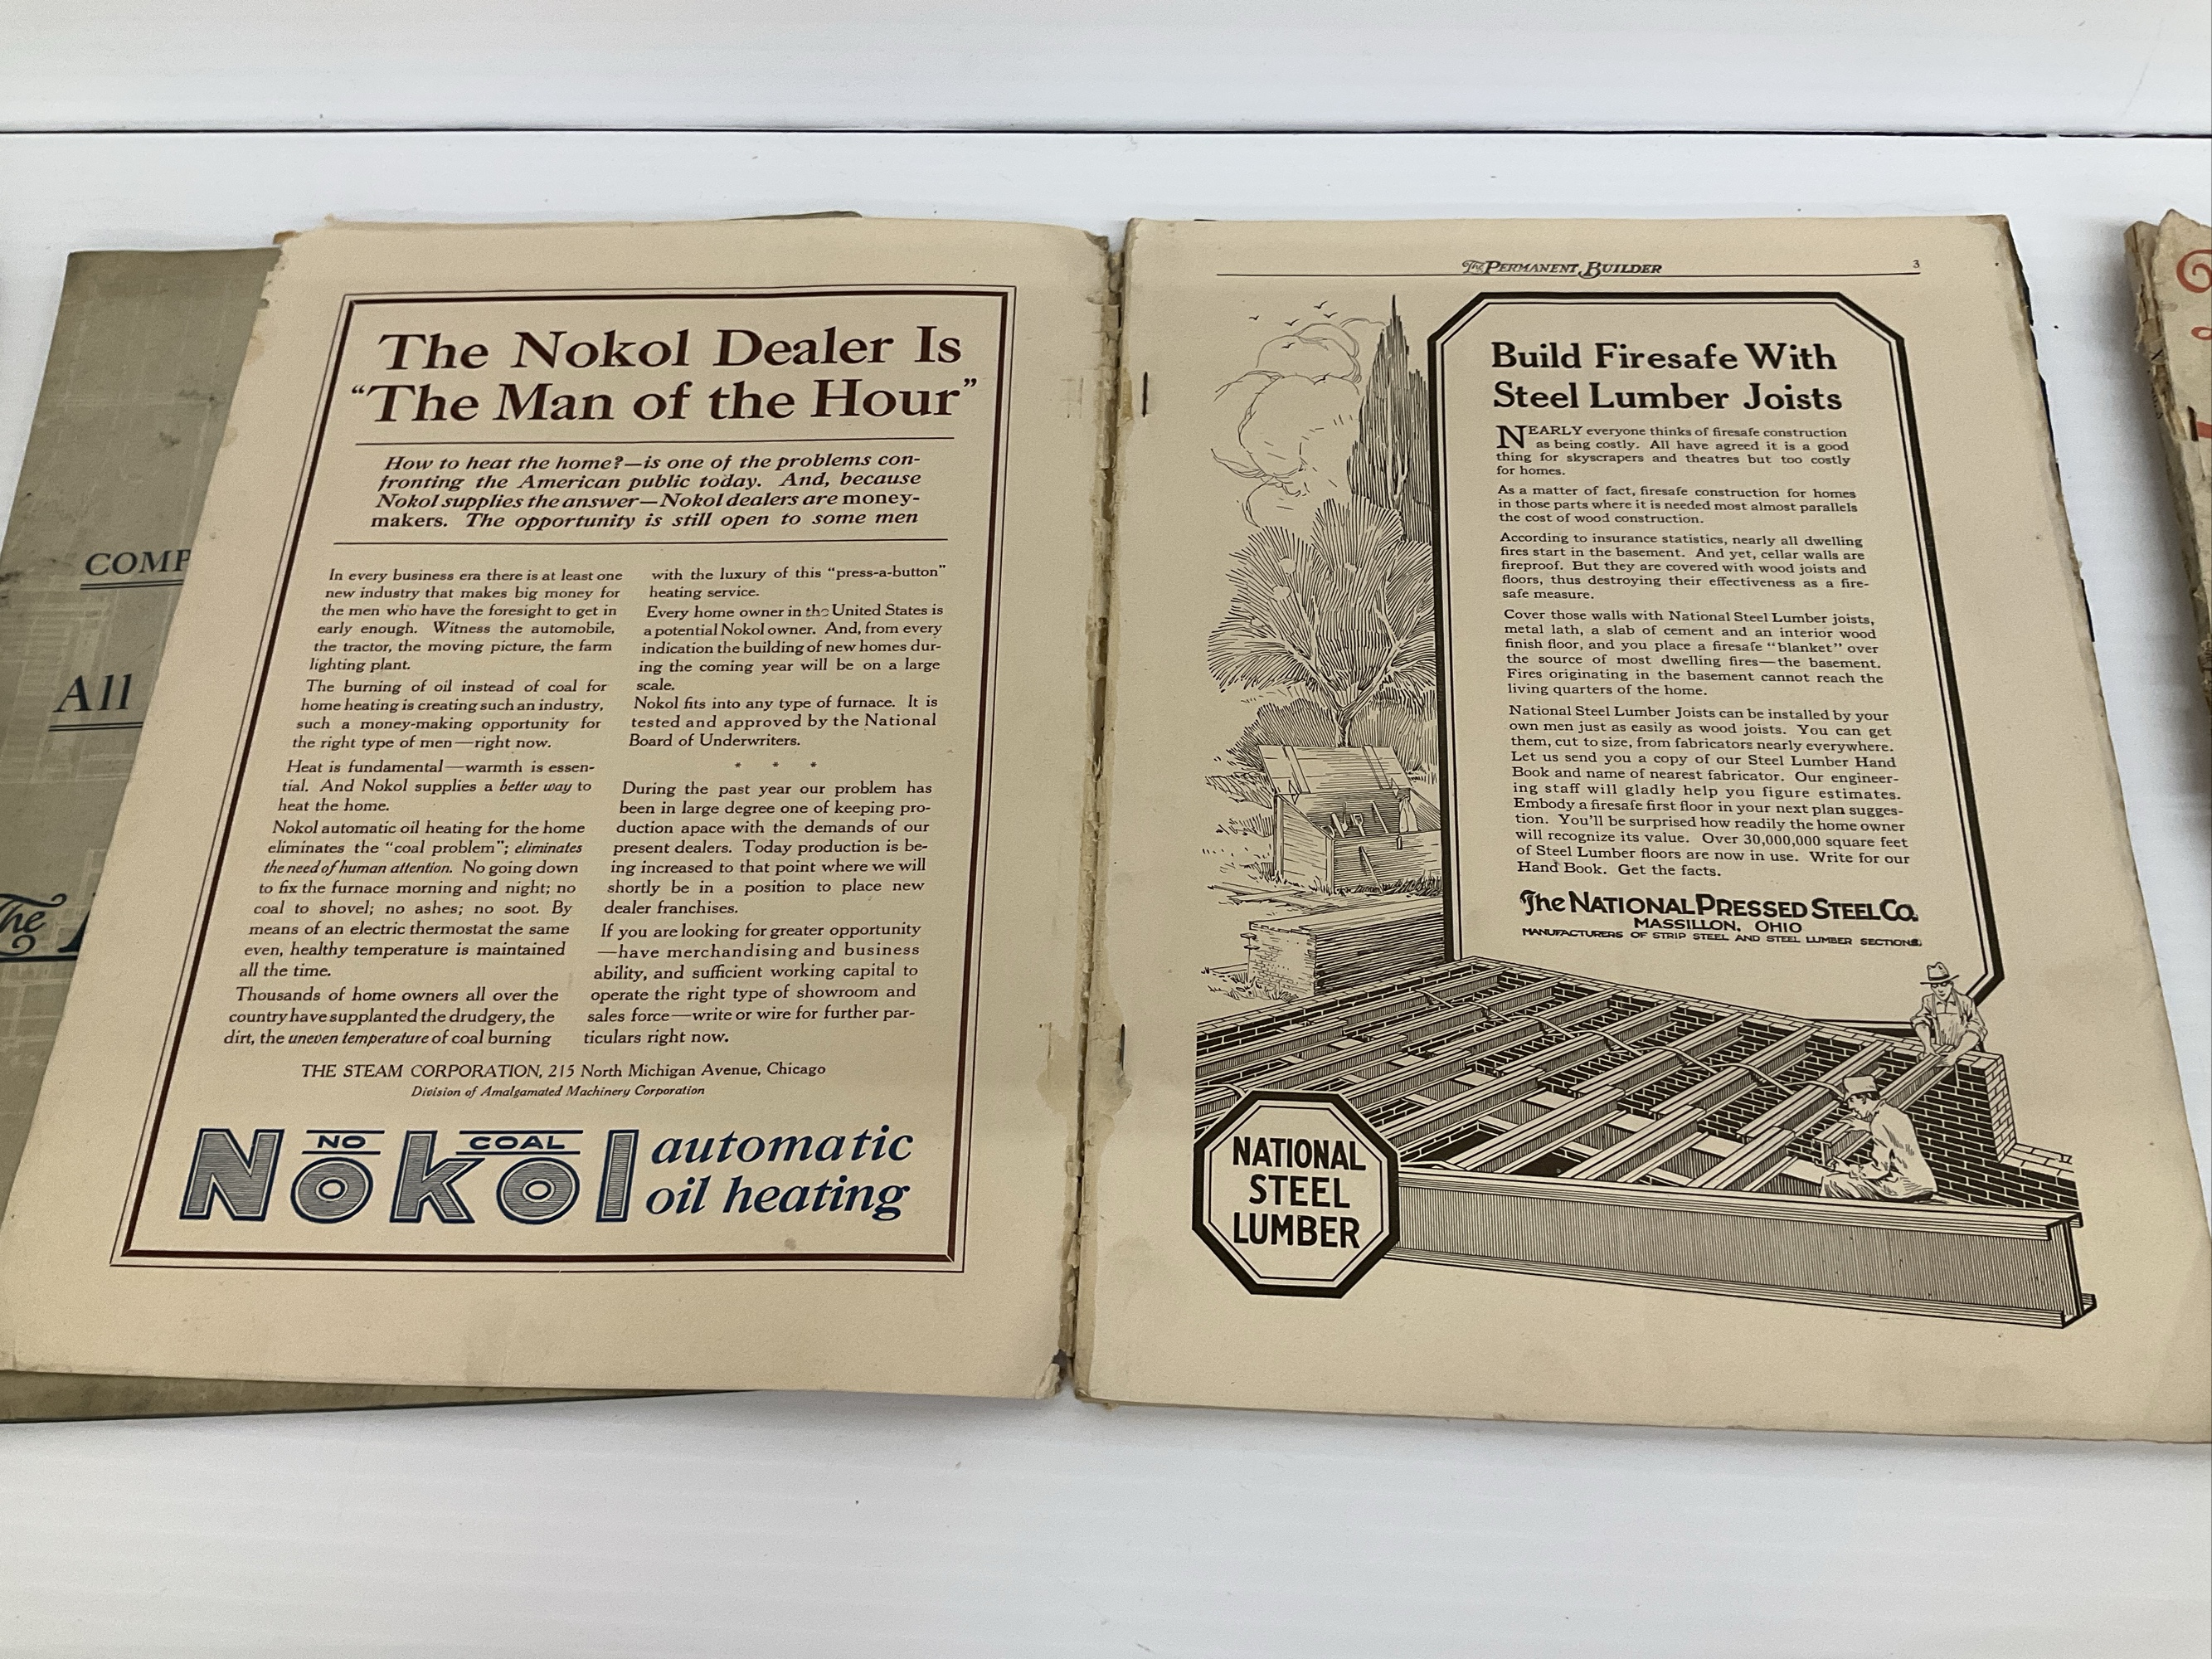 COMP
All
The
The Nokol Dealer Is
“The Man of the Hour”
How to heat the home?—is one of the problems con-
fronting the American public today. And, because
Nokol supplies the answer—Nokol dealers are money-
makers. The opportunity is still open to some men
In every business era there is at least one
new industry that makes big money for
the men who have the foresight to get in
early enough. Witness the automobile,
the tractor, the moving picture, the farm
lighting plant.
The burning of oil instead of coal for
home heating is creating such an industry,
such a money-making opportunity for
the right type of men—right now.
Heat is fundamental—warmth is essen-
tial. And Nokol supplies a better way to
heat the home.
Nokol automatic oil heating for the home
eliminates the “coal problem”; eliminates
the need of human attention. No going down
to fix the furnace morning and night; no
coal to shovel; no ashes; no soot. By
means of an electric thermostat the same
even, healthy temperature is maintained
all the time.
Thousands of home owners all over the
country have supplanted the drudgery, the
dirt, the uneven temperature of coal burning
with the luxury of this “press-a-button”
heating service.
Every home owner in the United States is
a potential Nokol owner. And, from every
indication the building of new homes dur-
ing the coming year will be on a large
scale.
Nokol fits into any type of furnace. It is
tested and approved by the National
Board of Underwriters.
* * *
During the past year our problem has
been in large degree one of keeping pro-
duction apace with the demands of our
present dealers. Today production is be-
ing increased to that point where we will
shortly be in a position to place new
dealer franchises.
If you are looking for greater opportunity
—have merchandising and business
ability, and sufficient working capital to
operate the right type of showroom and
sales force—write or wire for further par-
ticulars right now.
THE STEAM CORPORATION, 215 North Michigan Avenue, Chicago
Division of Amalgamated Machinery Corporation
NO COAL
Nokol automatic
oil heating
The PERMANENT BUILDER 3
Build Firesafe With
Steel Lumber Joists
NEARLY everyone thinks of firesafe construction
as being costly. All have agreed it is a good
thing for skyscrapers and theatres but too costly
for homes.
As a matter of fact, firesafe construction for homes
in those parts where it is needed most almost parallels
the cost of wood construction.
According to insurance statistics, nearly all dwelling
fires start in the basement. And yet, cellar walls are
fireproof. But they are covered with wood joists and
floors, thus destroying their effectiveness as a fire-
safe measure.
Cover those walls with National Steel Lumber joists,
metal lath, a slab of cement and an interior wood
finish floor, and you place a firesafe “blanket” over
the source of most dwelling fires—the basement.
Fires originating in the basement cannot reach the
living quarters of the home.
National Steel Lumber Joists can be installed by your
own men just as easily as wood joists. You can get
them, cut to size, from fabricators nearly everywhere.
Let us send you a copy of our Steel Lumber Hand
Book and name of nearest fabricator. Our engineer-
ing staff will gladly help you figure estimates.
Embody a firesafe first floor in your next plan sugges-
tion. You’ll be surprised how readily the home owner
will recognize its value. Over 30,000,000 square feet
of Steel Lumber floors are now in use. Write for our
Hand Book. Get the facts.
The NATIONAL PRESSED STEEL CO.
MASSILLON, OHIO
MANUFACTURERS OF STRIP STEEL AND STEEL LUMBER SECTIONS.
NATIONAL
STEEL
LUMBER